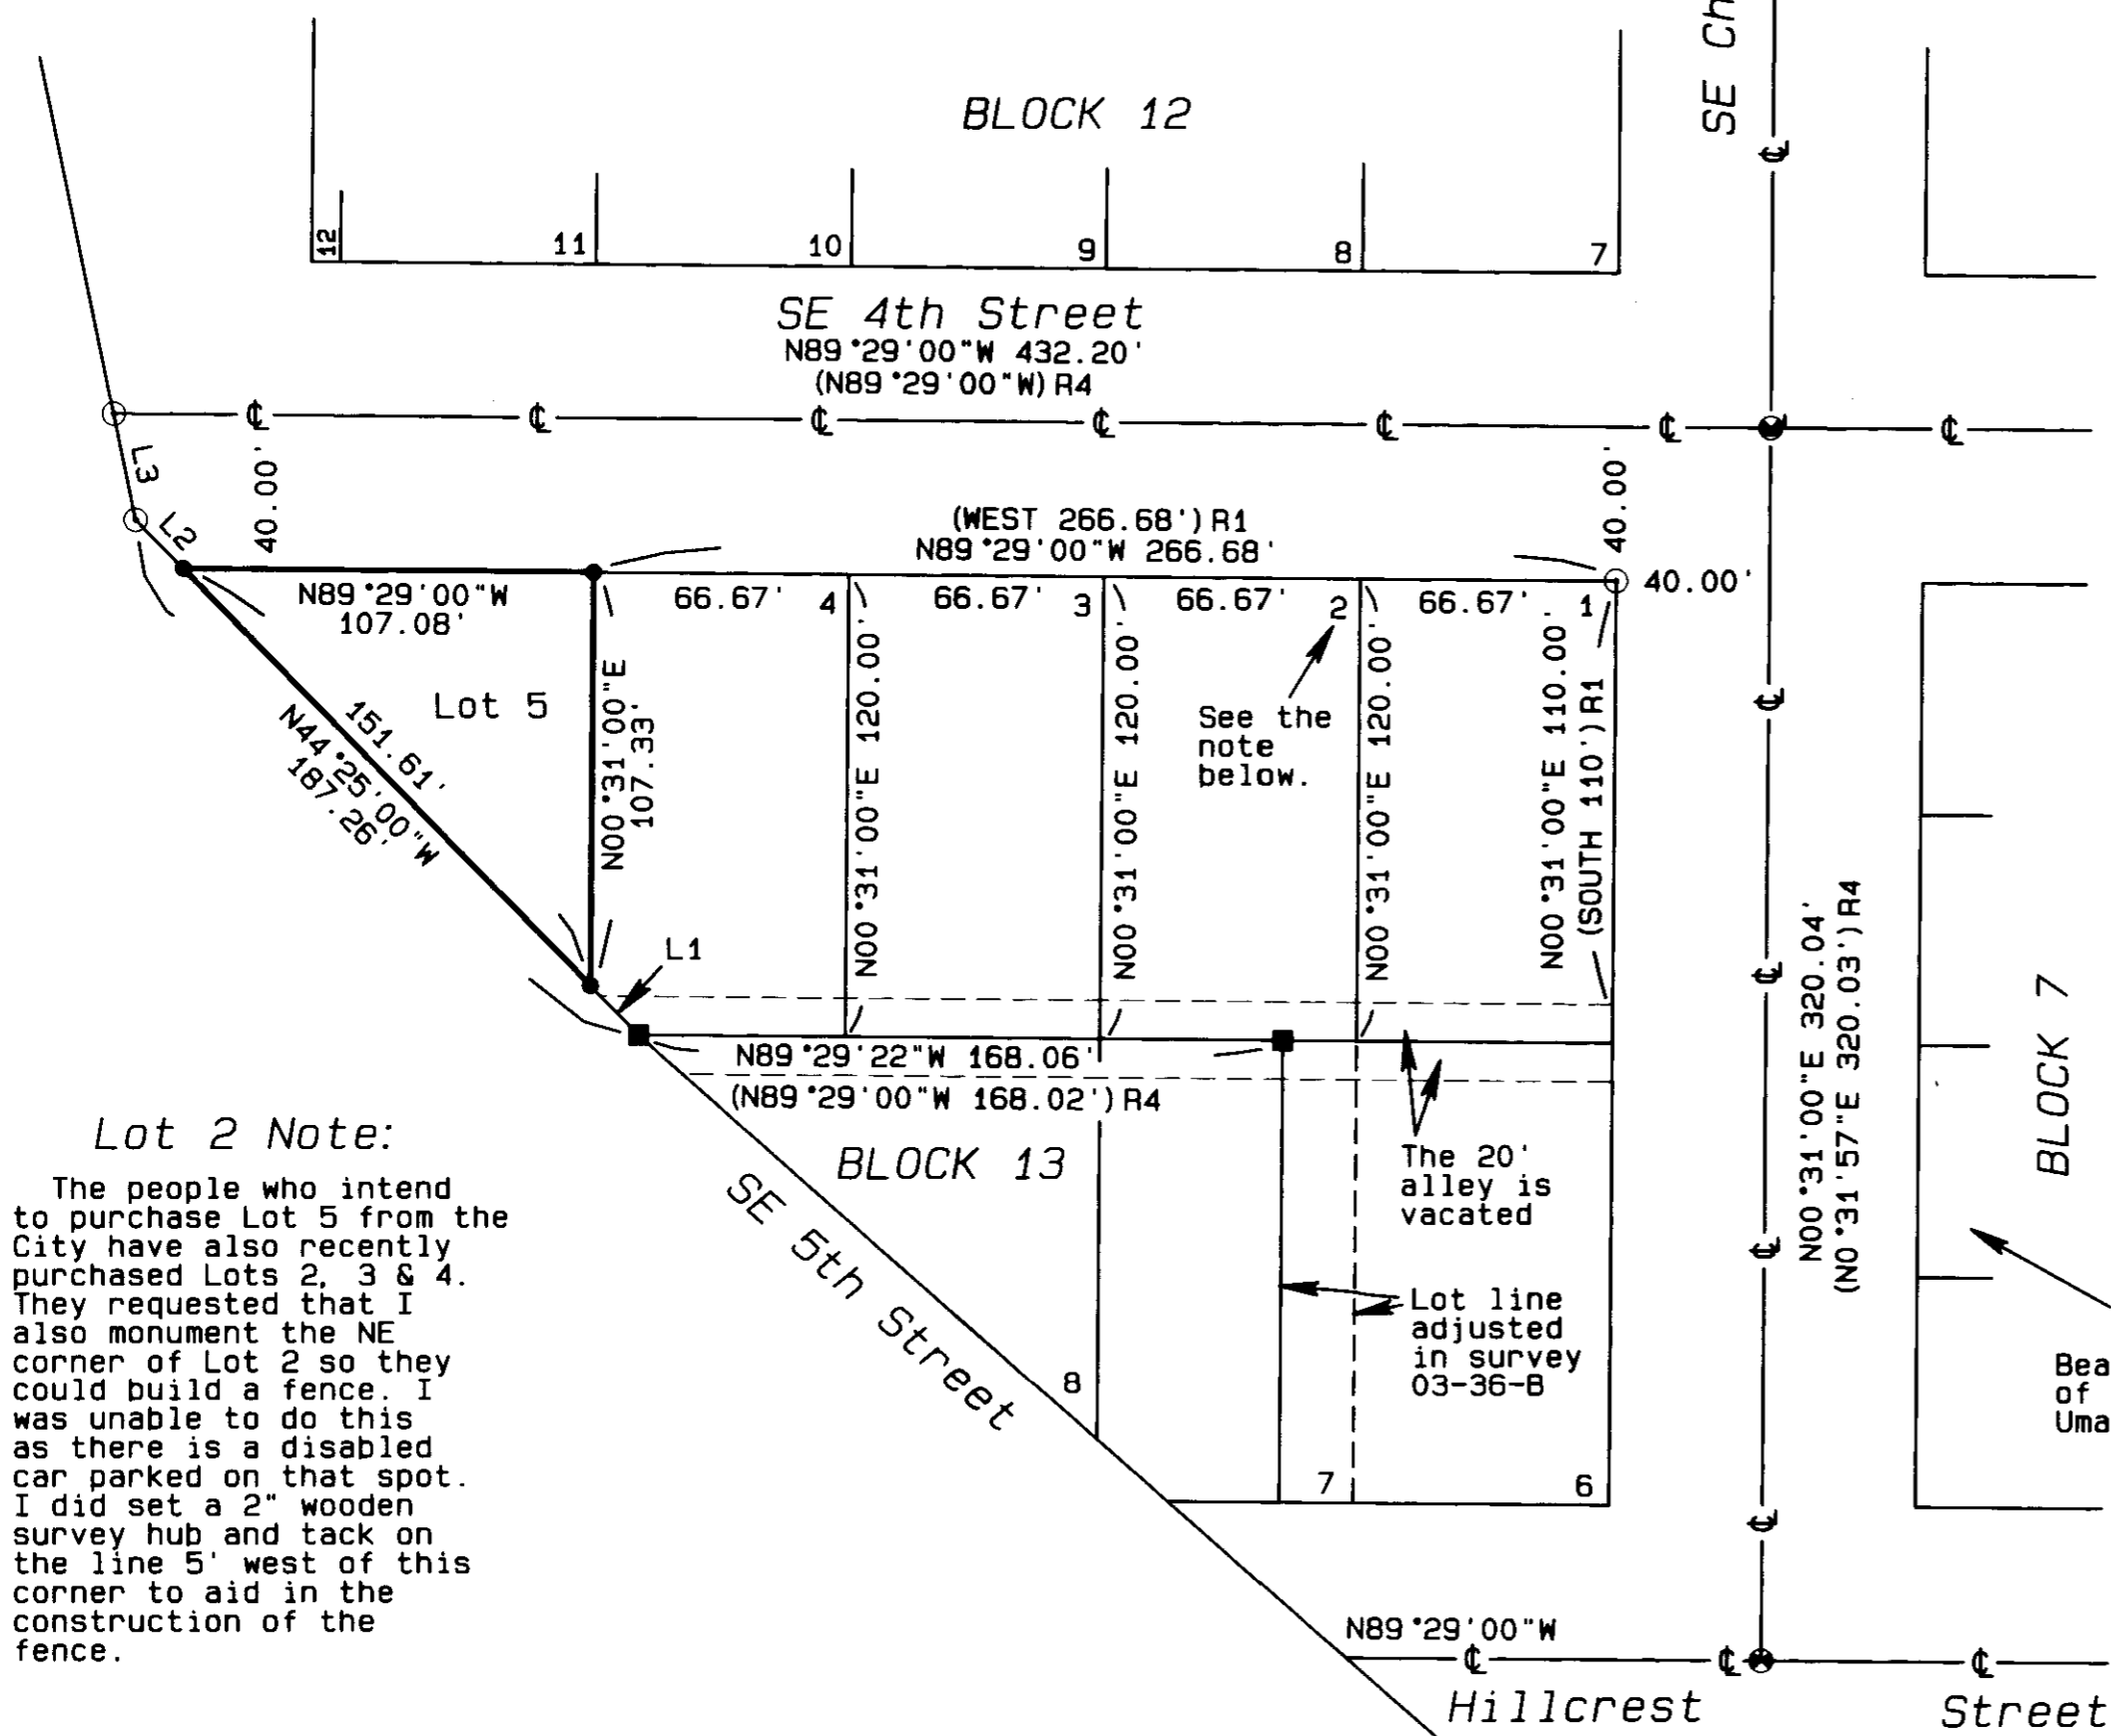 SE Ch
BLOCK 12
12
11
10
9
8
7
SE 4th Street
N89°29'00"W 432.20'
(N89°29'00"W)R4
L3
L2
40.00'
40.00'
40.00'
(WEST 266.68')R1
N89°29'00"W 266.68'
N89°29'00"W
107.08'
66.67'
4
66.67'
3
66.67'
2
66.67'
1
Lot 5
151.61'
N44°25'00"W
187.26'
N00°31'00"E
107.33'
N00°31'00"E 120.00'
N00°31'00"E 120.00'
N00°31'00"E 120.00'
N00°31'00"E 110.00'
(SOUTH 110')R1
See the
note
below.
L1
N89°29'22"W 168.06'
(N89°29'00"W 168.02')R4
N00°31'00"E 320.04'
(N0°31'57"E 320.03')R4
BLOCK 7
BLOCK 13
The 20'
alley is
vacated
SE 5th Street
Lot line
adjusted
in survey
03-36-B
8
7
6
Bea
of
Uma
Lot 2 Note:
The people who intend
to purchase Lot 5 from the
City have also recently
purchased Lots 2, 3 & 4.
They requested that I
also monument the NE
corner of Lot 2 so they
could build a fence. I
was unable to do this
as there is a disabled
car parked on that spot.
I did set a 2" wooden
survey hub and tack on
the line 5' west of this
corner to aid in the
construction of the
fence.
N89°29'00"W
Hillcrest Street